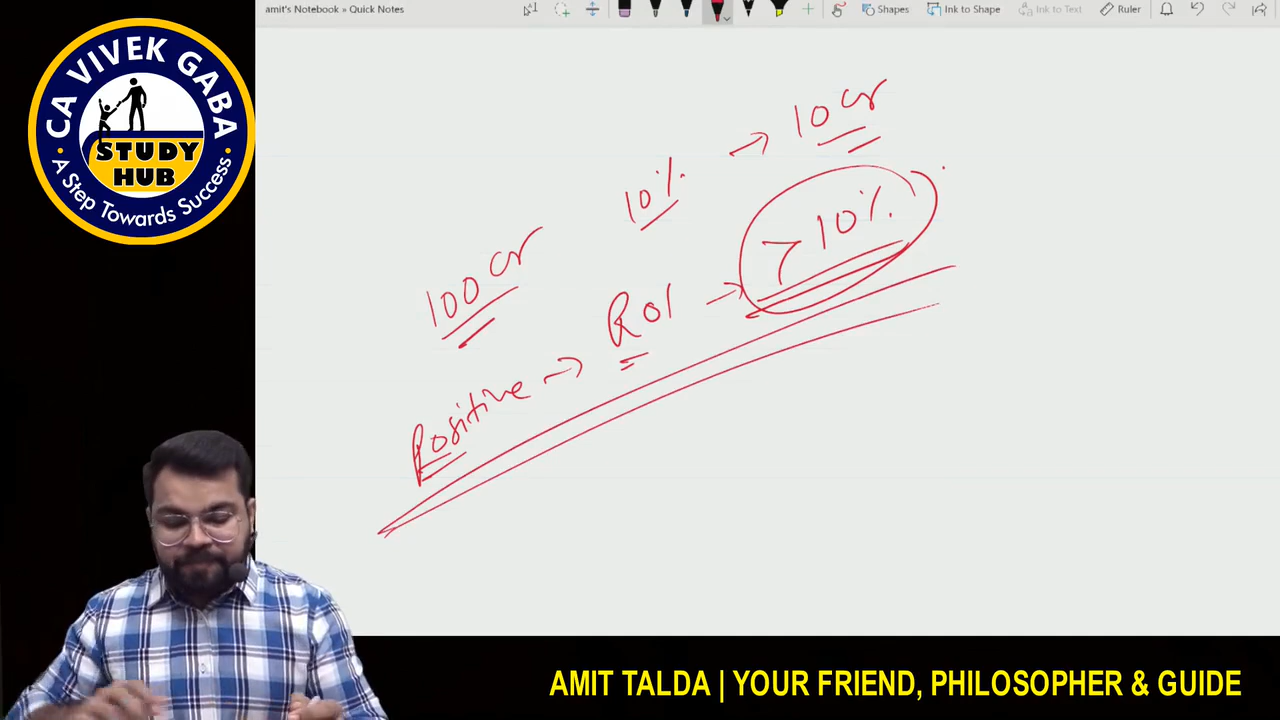 amit's Notebook » Quick Notes
Shapes
Ink to Shape
Ink to Text
Ruler
CA VIVEK GABA
STUDY
HUB
A Step Towards Success
100 Cr 10% → 10 Cr
Positive → ROI → > 10%
AMIT TALDA | YOUR FRIEND, PHILOSOPHER & GUIDE